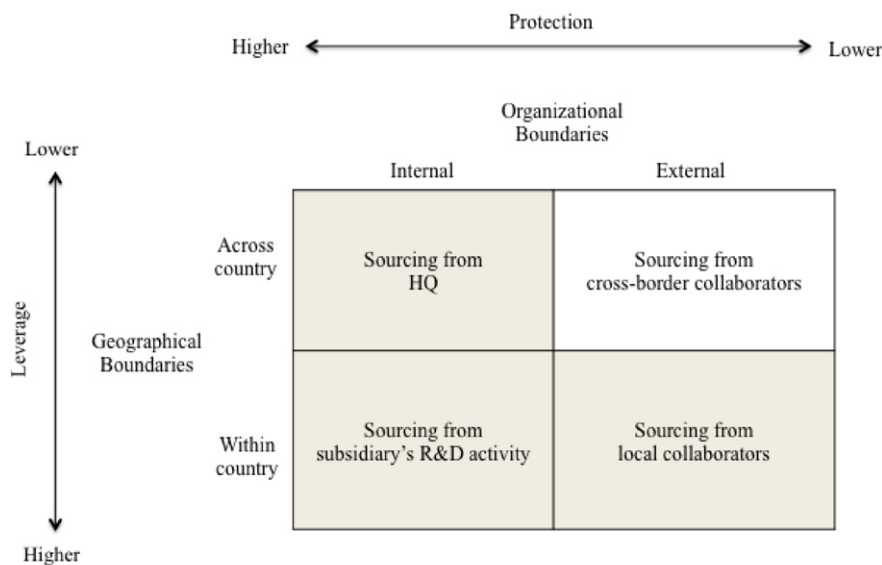 Protection
Higher
Lower
Organizational
Boundaries
Lower
Internal
External
Across
country
Sourcing from
HQ
Sourcing from
cross-border collaborators
Leverage
Geographical
Boundaries
Within
country
Sourcing from
subsidiary's R&D activity
Sourcing from
local collaborators
Higher